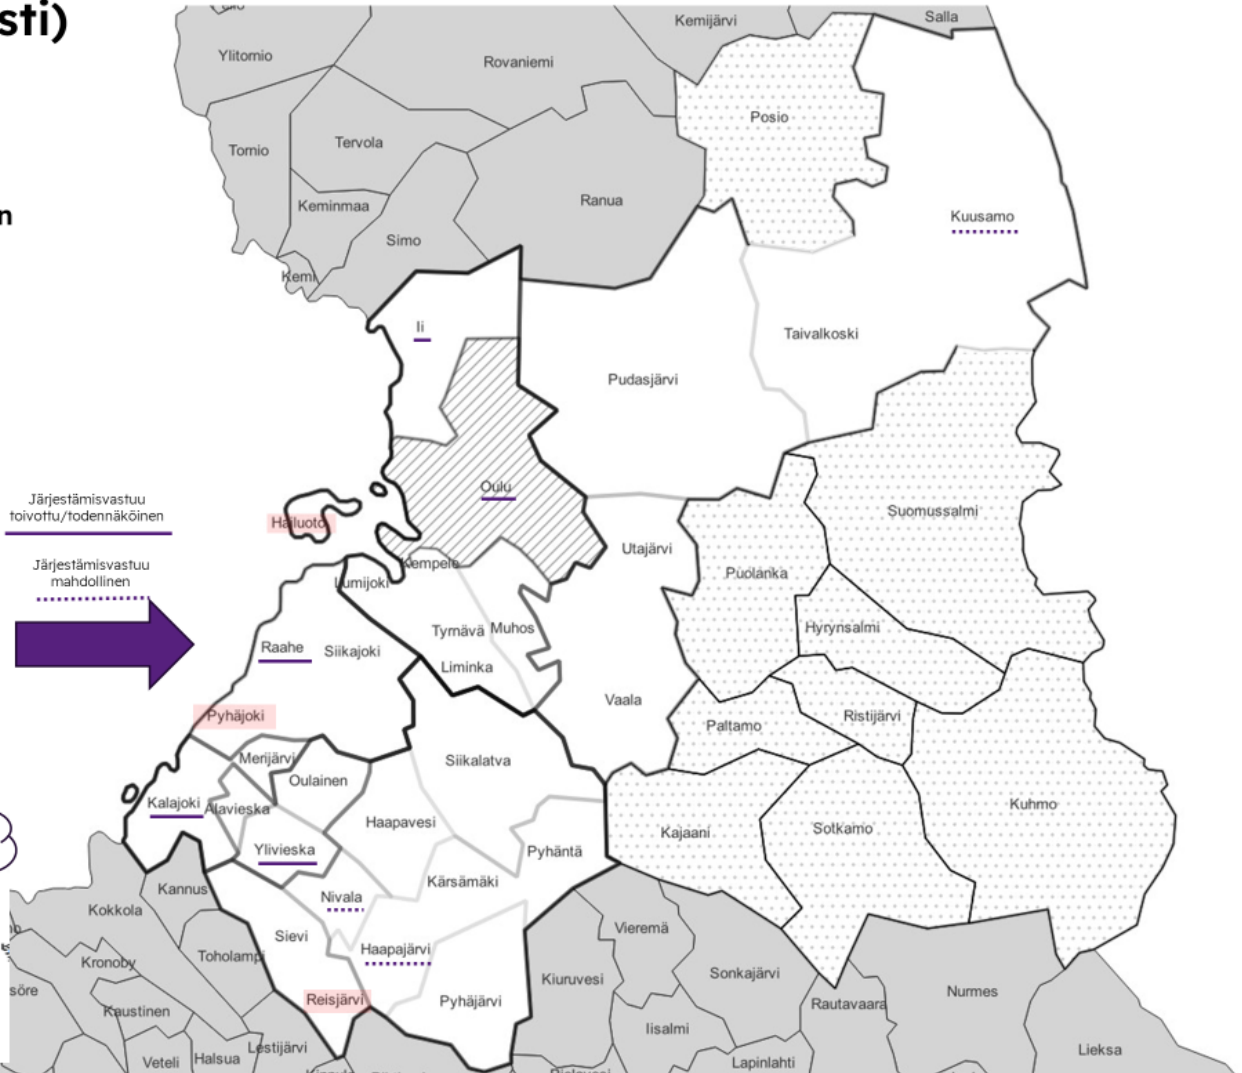 sti)
n
Salla
Kemijärvi
Ylitornio
Rovaniemi
Posio
Tervola
Tornio
Ranua
Keminmaa
Kuusamo
Simo
Kemi
Ii
Taivalkoski
Pudasjärvi
Oulu
Järjestämisvastuu
toivottu/todennäköinen
Suomussalmi
Hailuoto
Utajärvi
Kempele
Järjestämisvastuu
mahdollinen
Puolanka
Lumijoki
Hyrynsalmi
Tyrnävä
Muhos
Raahe
Siikajoki
Liminka
Vaala
Pyhäjoki
Ristijärvi
Paltamo
Merijärvi
Siikalatva
Oulainen
Kalajoki
Alavieska
Kuhmo
Haapavesi
Kajaani
Sotkamo
Ylivieska
Pyhäntä
Kärsämäki
Kannus
Nivala
Kokkola
Vieremä
Sievi
Haapajärvi
Toholampi
Kronoby
Sonkajärvi
Kiuruvesi
söre
Nurmes
Reisjärvi
Pyhäjärvi
Rautavaara
Kaustinen
Iisalmi
Lestijärvi
Lieksa
Halsua
Veteli
Lapinlahti